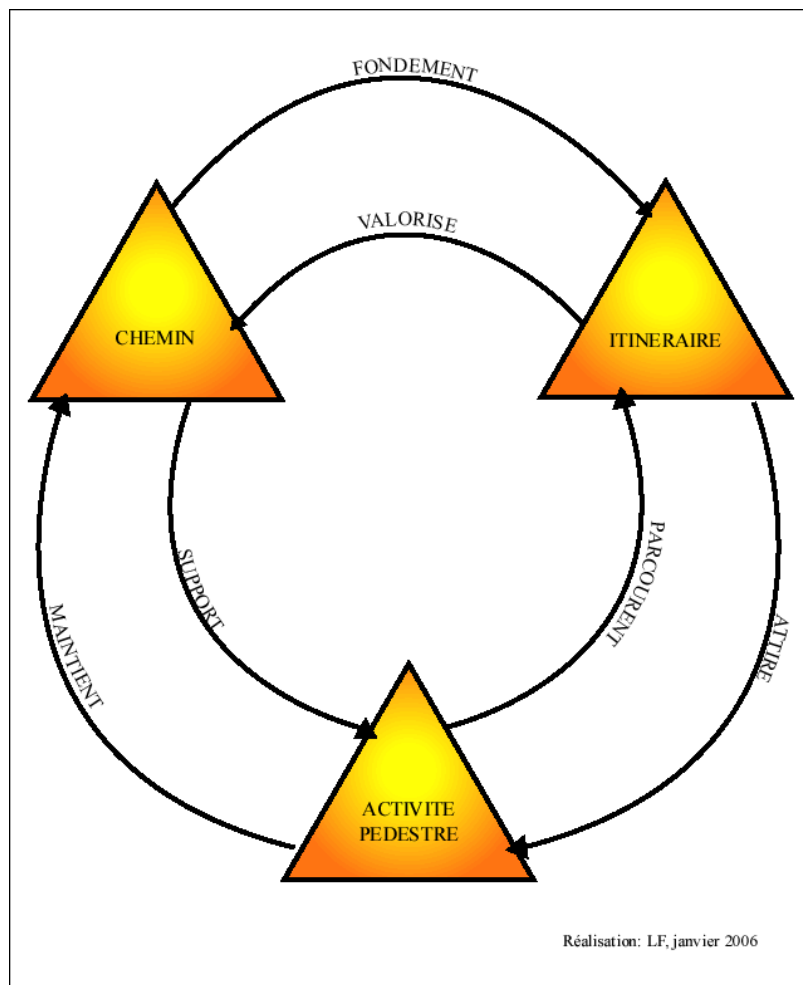 FONDEMENT
VALORISE
CHEMIN
ITINERAIRE
SUPPORT
PARCOURENT
MAINTIENT
ATTIRE
ACTIVITE
PEDESTRE
Réalisation: LF, janvier 2006